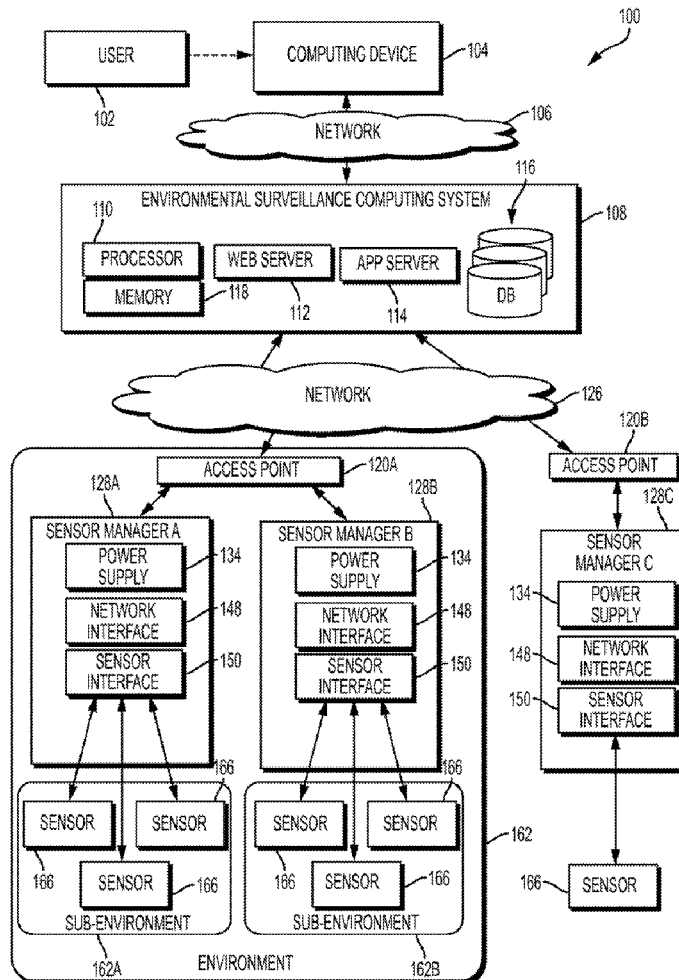 100
USER
COMPUTING DEVICE
104
102
106
NETWORK
ENVIRONMENTAL SURVEILLANCE COMPUTING SYSTEM
116
108
110
PROCESSOR
WEB SERVER
APP SERVER
MEMORY
118
112
114
DB
NETWORK
126
120B
ACCESS POINT
120A
ACCESS POINT
128A
128B
128C
SENSOR MANAGER A
POWER
SUPPLY
134
NETWORK
INTERFACE
148
SENSOR
INTERFACE
150
SENSOR MANAGER B
POWER
SUPPLY
134
NETWORK
INTERFACE
148
SENSOR
INTERFACE
150
SENSOR
MANAGER C
134
POWER
SUPPLY
148
NETWORK
INTERFACE
150
SENSOR
INTERFACE
166
SENSOR
SENSOR
166
SENSOR
166
SUB-ENVIRONMENT
162A
166
SENSOR
SENSOR
166
SENSOR
166
SUB-ENVIRONMENT
162B
162
166
SENSOR
ENVIRONMENT